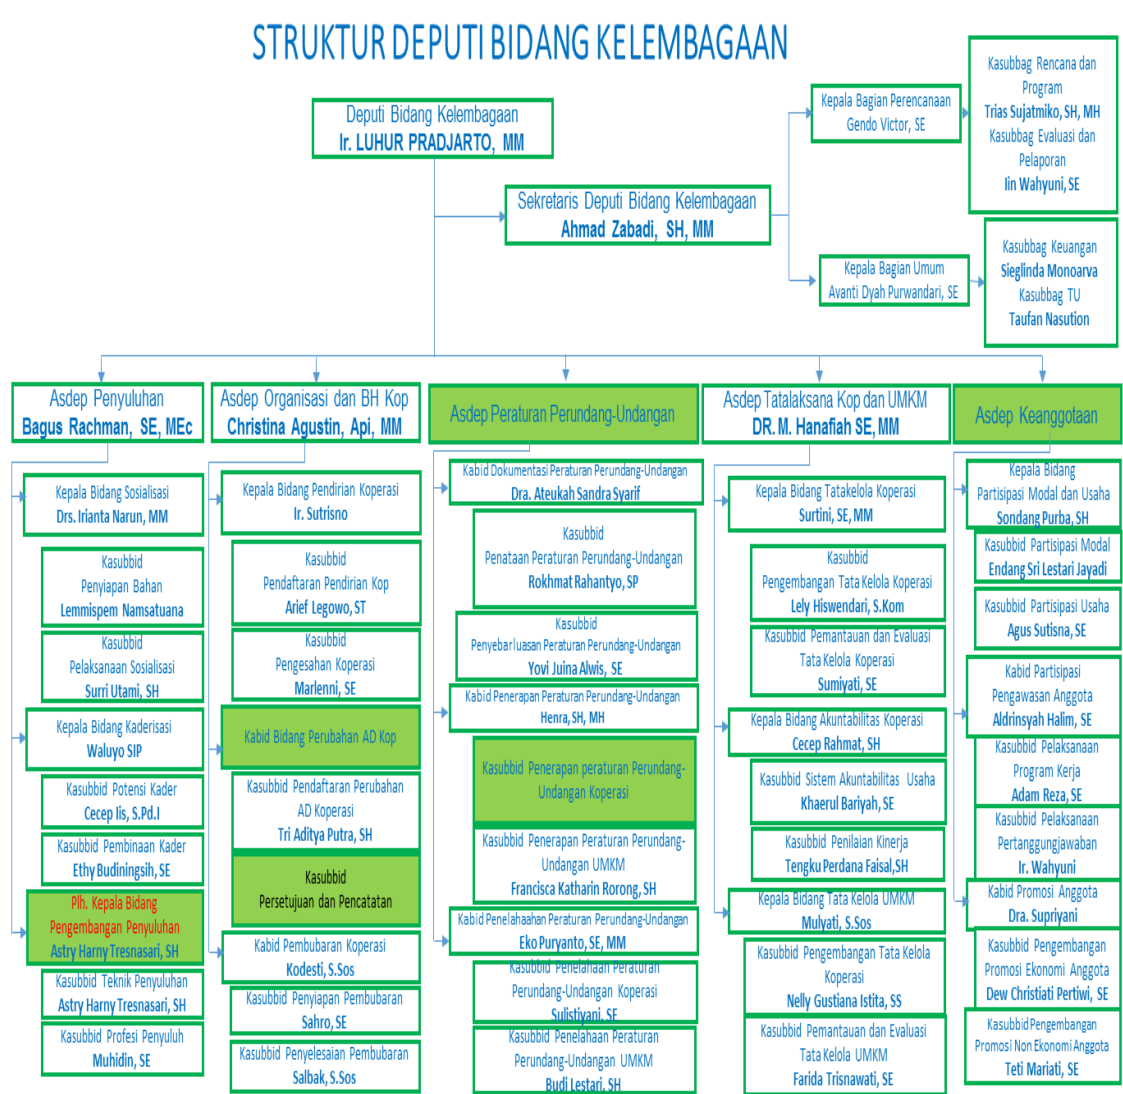 STRUKTUR DEPUTI BIDANG KELEMBAGAAN
Deputi Bidang Kelembagaan
Ir. LUHUR PRADJARTO, MM
Sekretaris Deputi Bidang Kelembagaan
Ahmad Zabadi, SH, MM
Kepala Bagian Perencanaan
Gendo Victor, SE
Kasubbag Rencana dan
Program
Trias Sujatmiko, SH, MH
Kasubbag Evaluasi dan
Pelaporan
Iin Wahyuni, SE
Kepala Bagian Umum
Avanti Dyah Purwandari, SE
Kasubbag Keuangan
Sieglinda Monoarva
Kasubbag TU
Taufan Nasution
Asdep Penyuluhan
Bagus Rachman, SE, MEc
Kepala Bidang Sosialisasi
Drs. Irianta Narun, MM
Kasubbid
Penyiapan Bahan
Lemmispem Namsatuana
Kasubbid
Pelaksanaan Sosialisasi
Surri Utami, SH
Kepala Bidang Kaderisasi
Waluyo SIP
Kasubbid Potensi Kader
Cecep Iis, S.Pd.I
Kasubbid Pembinaan Kader
Ethy Budiningsih, SE
Plh. Kepala Bidang
Pengembangan Penyuluhan
Astry Harny Tresnasari, SH
Kasubbid Teknik Penyuluhan
Astry Harny Tresnasari, SH
Kasubbid Profesi Penyuluh
Muhidin, SE
Asdep Organisasi dan BH Kop
Christina Agustin, Api, MM
Kepala Bidang Pendirian Koperasi
Ir. Sutrisno
Kasubbid
Pendaftaran Pendirian Kop
Arief Legowo, ST
Kasubbid
Pengesahan Koperasi
Marlenni, SE
Kabid Bidang Perubahan AD Kop
Kasubbid Pendaftaran Perubahan
AD Koperasi
Tri Aditya Putra, SH
Kasubbid
Persetujuan dan Pencatatan
Kabid Pembubaran Koperasi
Kodesti, S.Sos
Kasubbid Penyiapan Pembubaran
Sahro, SE
Kasubbid Penyelesaian Pembubaran
Salbak, S.Sos
Asdep Peraturan Perundang-Undangan
Kabid Dokumentasi Peraturan Perundang-Undangan
Dra. Ateukah Sandra Syarif
Kasubbid
Penataan Peraturan Perundang-Undangan
Rokhmat Rahantyo, SP
Kasubbid
Penyebarluasan Peraturan Perundang-Undangan
Yovi Juina Alwis, SE
Kabid Penerapan Peraturan Perundang-Undangan
Henra, SH, MH
Kasubbid Penerapan peraturan Perundang-
Undangan Koperasi
Kasubbid Penerapan Peraturan Perundang-
Undangan UMKM
Francisca Katharin Rorong, SH
Kabid Penelahaahan Peraturan Perundang-Undangan
Eko Puryanto, SE, MM
Kasubbid Penelahaan Peraturan
Perundang-Undangan Koperasi
Sulistiyani, SE
Kasubbid Penelahaan Peraturan
Perundang-Undangan UMKM
Budi Lestari, SH
Asdep Tatalaksana Kop dan UMKM
DR. M. Hanafiah SE, MM
Kepala Bidang Tatakelola Koperasi
Surtini, SE, MM
Kasubbid
Pengembangan Tata Kelola Koperasi
Lely Hiswendari, S.Kom
Kasubbid Pemantauan dan Evaluasi
Tata Kelola Koperasi
Sumiyati, SE
Kepala Bidang Akuntabilitas Koperasi
Cecep Rahmat, SH
Kasubbid Sistem Akuntabilitas Usaha
Khaerul Bariyah, SE
Kasubbid Penilaian Kinerja
Tengku Perdana Faisal,SH
Kepala Bidang Tata Kelola UMKM
Mulyati, S.Sos
Kasubbid Pengembangan Tata Kelola
Koperasi
Nelly Gustiana Istita, SS
Kasubbid Pemantauan dan Evaluasi
Tata Kelola UMKM
Farida Trisnawati, SE
Asdep Keanggotaan
Kepala Bidang
Partisipasi Modal dan Usaha
Sondang Purba, SH
Kasubbid Partisipasi Modal
Endang Sri Lestari Jayadi
Kasubbid Partisipasi Usaha
Agus Sutisna, SE
Kabid Partisipasi
Pengawasan Anggota
Aldrinsyah Halim, SE
Kasubbid Pelaksanaan
Program Kerja
Adam Reza, SE
Kasubbid Pelaksanaan
Pertanggungjawaban
Ir. Wahyuni
Kabid Promosi Anggota
Dra. Supriyani
Kasubbid Pengembangan
Promosi Ekonomi Anggota
Dew Christiati Pertiwi, SE
Kasubbid Pengembangan
Promosi Non Ekonomi Anggota
Teti Mariati, SE